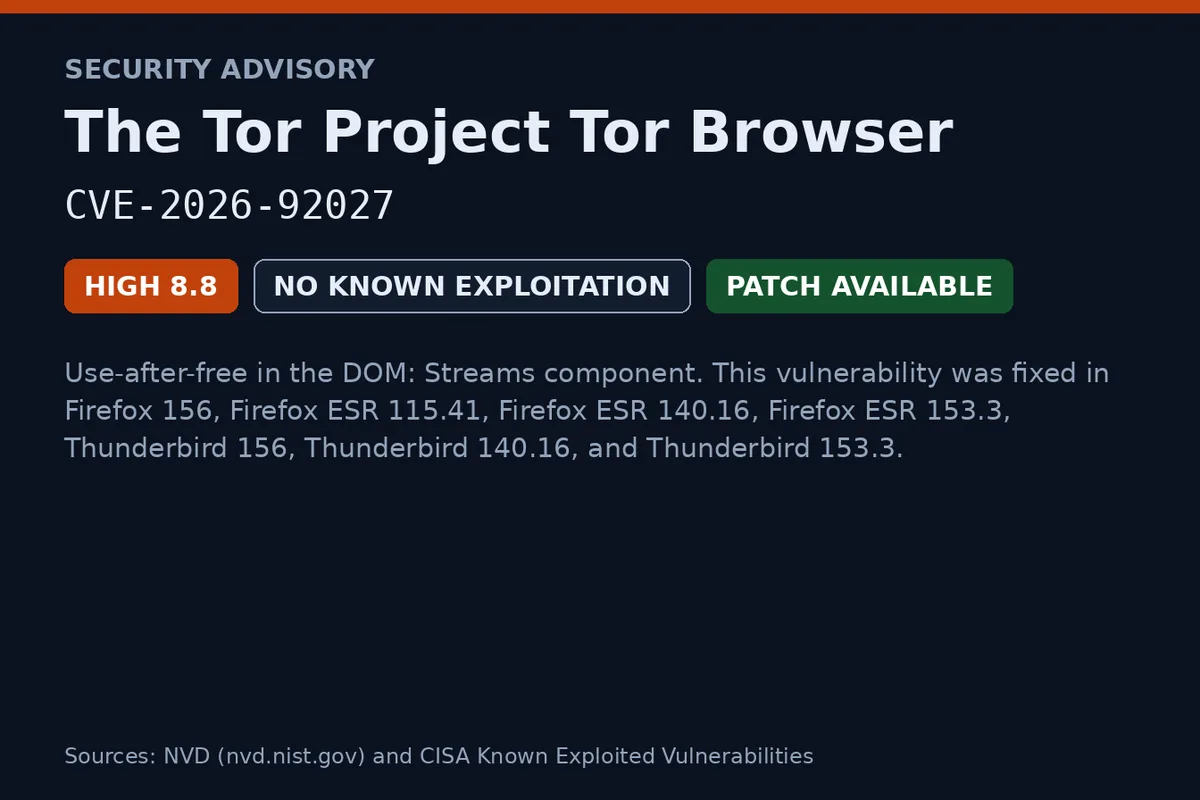 SECURITY ADVISORY
The Tor Project Tor Browser
CVE-2026-92027
HIGH 8.8
NO KNOWN EXPLOITATION
PATCH AVAILABLE
Use-after-free in the DOM: Streams component. This vulnerability was fixed in
Firefox 156, Firefox ESR 115.41, Firefox ESR 140.16, Firefox ESR 153.3,
Thunderbird 156, Thunderbird 140.16, and Thunderbird 153.3.
Sources: NVD (nvd.nist.gov) and CISA Known Exploited Vulnerabilities